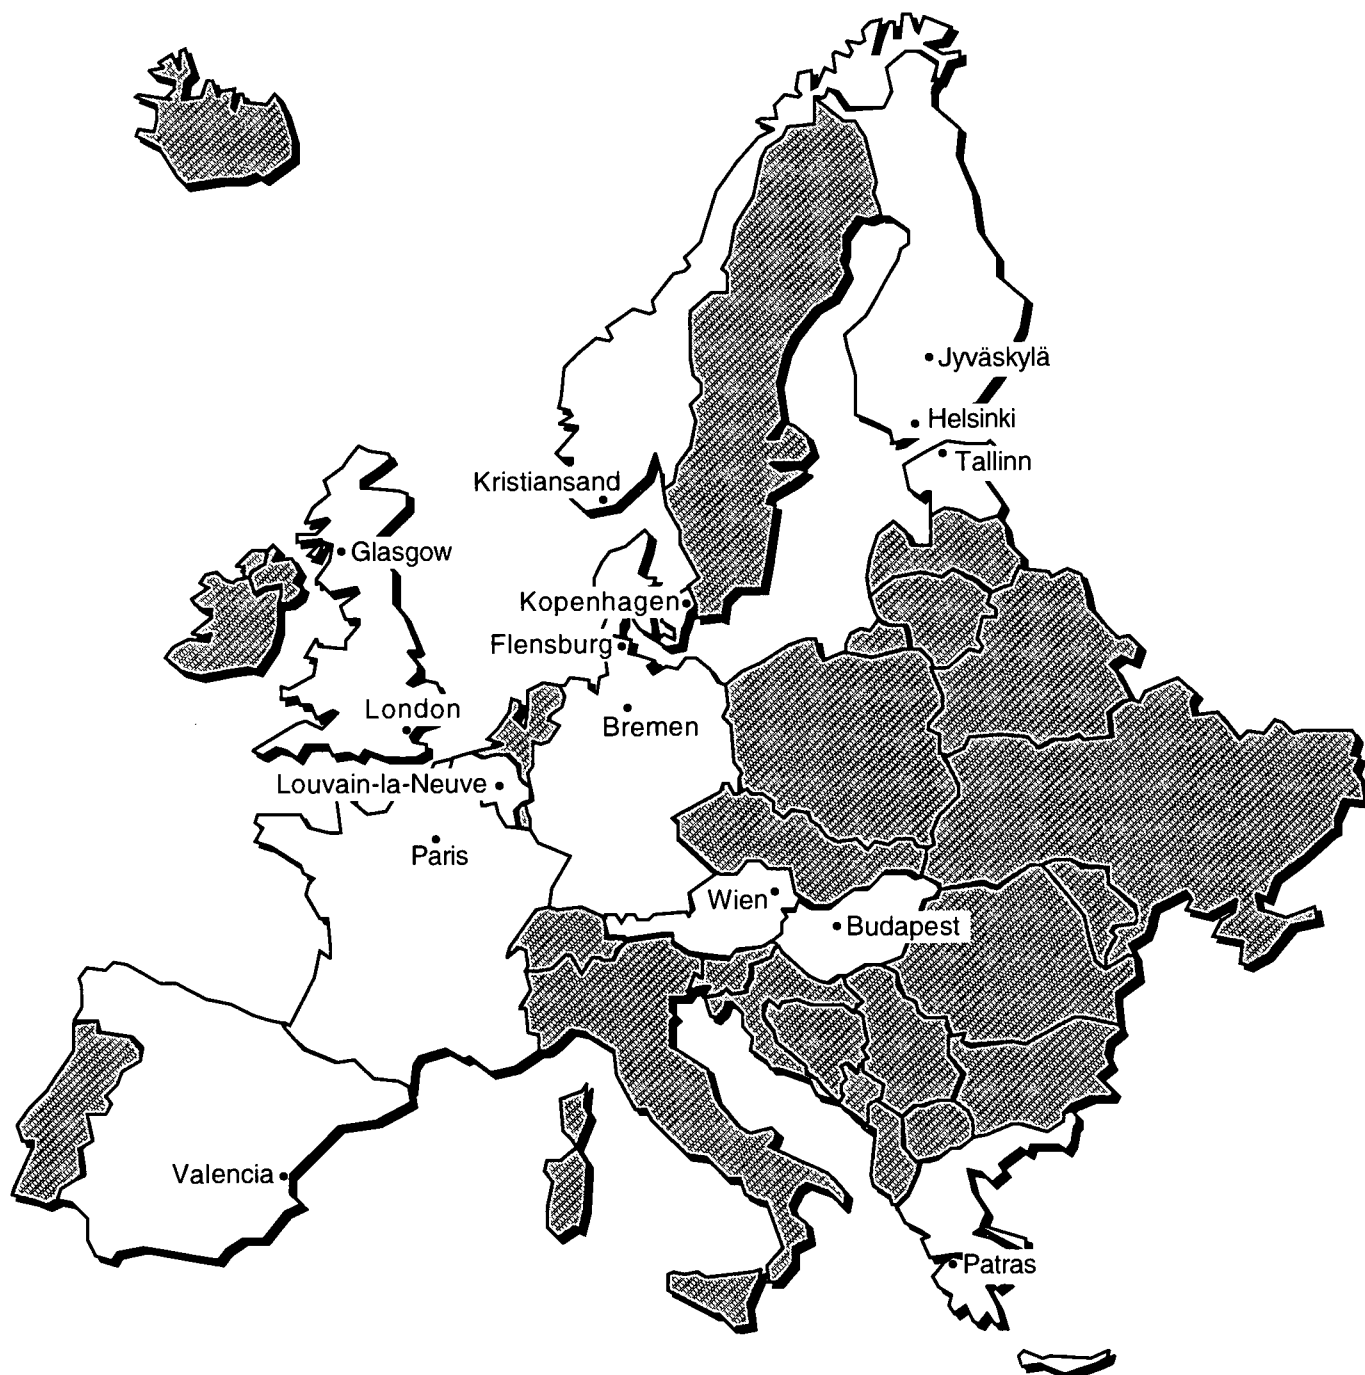 Jyväskylä
Helsinki
Tallinn
Kristiansand
Glasgow
Kopenhagen
Flensburg
London
Bremen
Louvain-la-Neuve
Paris
Wien
Budapest
Valencia
Patras